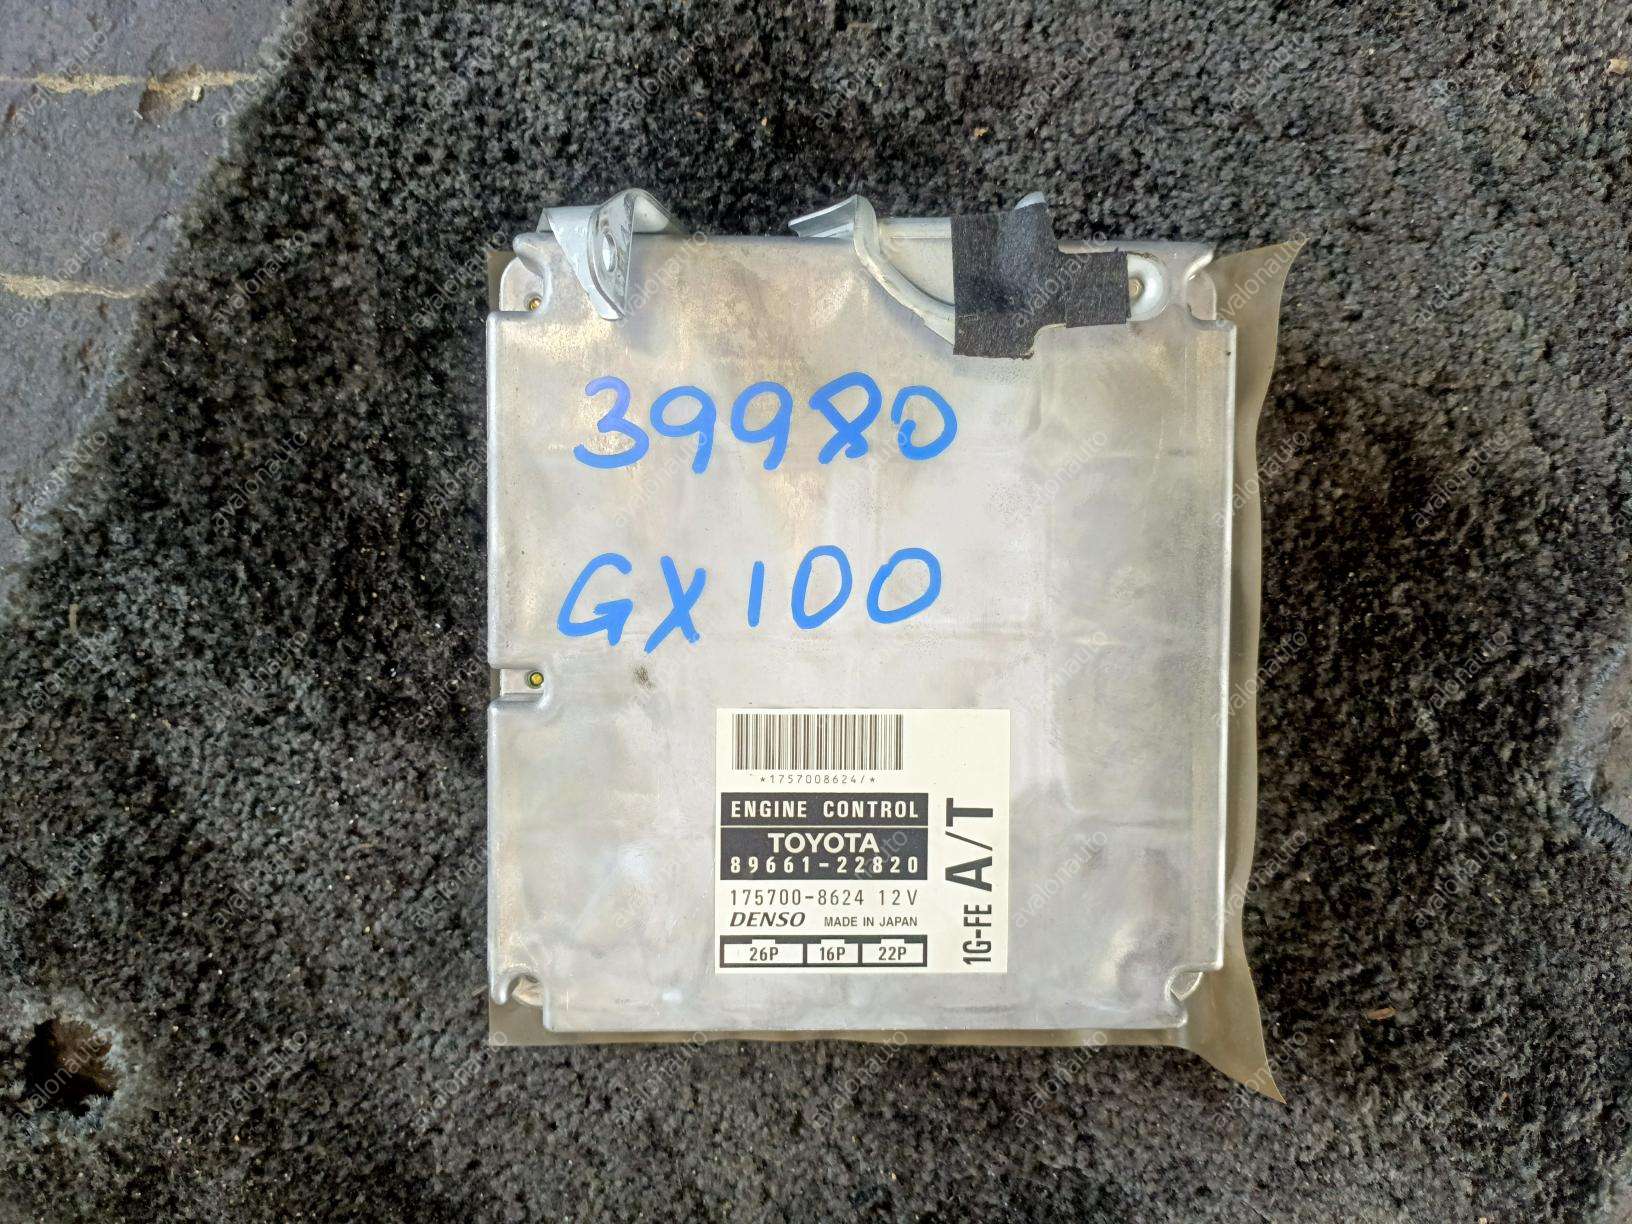 39980
GX100
*1757008624/*
ENGINE CONTROL
TOYOTA
89661-22820
175700-8624 12V
DENSO MADE IN JAPAN
26P 16P 22P
1G-FE A/T
avalonauto